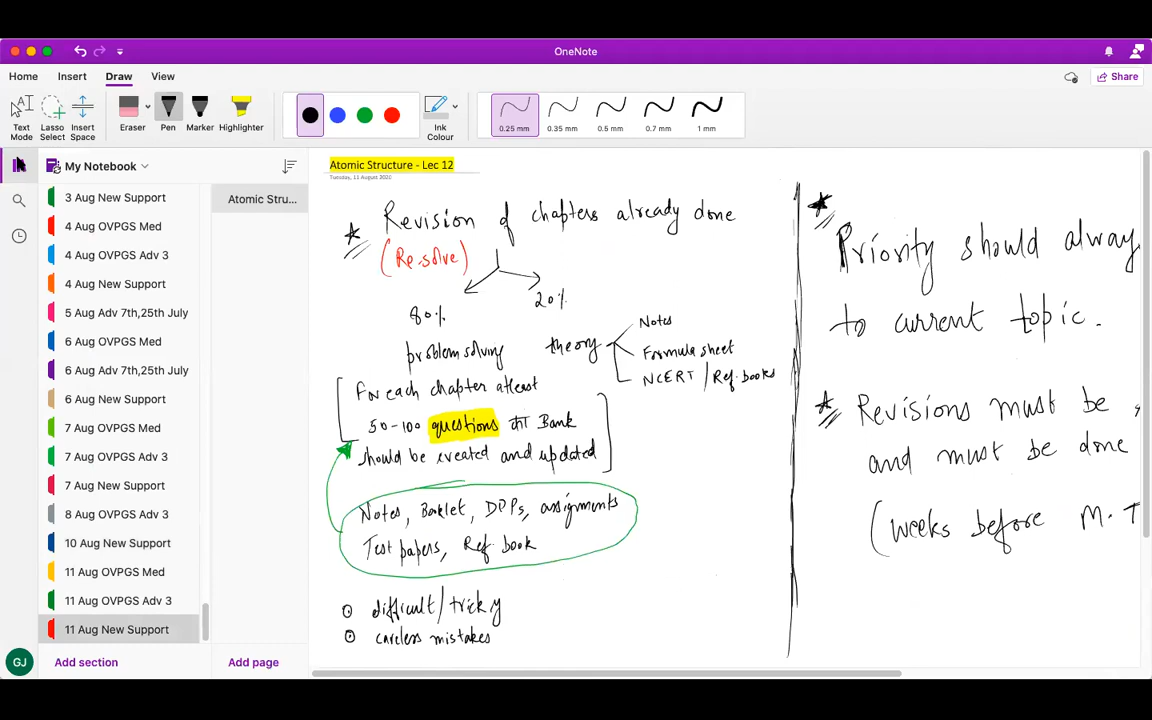 OneNote
Home Insert Draw View
Share
Text Mode
Lasso Select
Insert Space
Eraser
Pen
Marker
Highlighter
Ink Colour
0.25 mm
0.35 mm
0.5 mm
0.7 mm
1 mm
My Notebook
3 Aug New Support
4 Aug OVPGS Med
4 Aug OVPGS Adv 3
4 Aug New Support
5 Aug Adv 7th,25th July
6 Aug OVPGS Med
6 Aug Adv 7th,25th July
6 Aug New Support
7 Aug OVPGS Med
7 Aug OVPGS Adv 3
7 Aug New Support
8 Aug OVPGS Adv 3
10 Aug New Support
11 Aug OVPGS Med
11 Aug OVPGS Adv 3
11 Aug New Support
GJ
Add section
Atomic Stru...
Add page
Atomic Structure - Lec 12
Tuesday, 11 August 2020
Revision of chapters already done
(Re-solve)
80%
20%
problem solving
theory
Notes
Formula sheet
NCERT / Ref. books
For each chapter atleast
50-100 questions Bank
should be created and updated
Notes, Booklet, DPPs, assignments
Test papers, Ref. book
difficult/tricky
careless mistakes
Priority should alway
to current topic.
Revisions must be
and must be done
(weeks before M.T